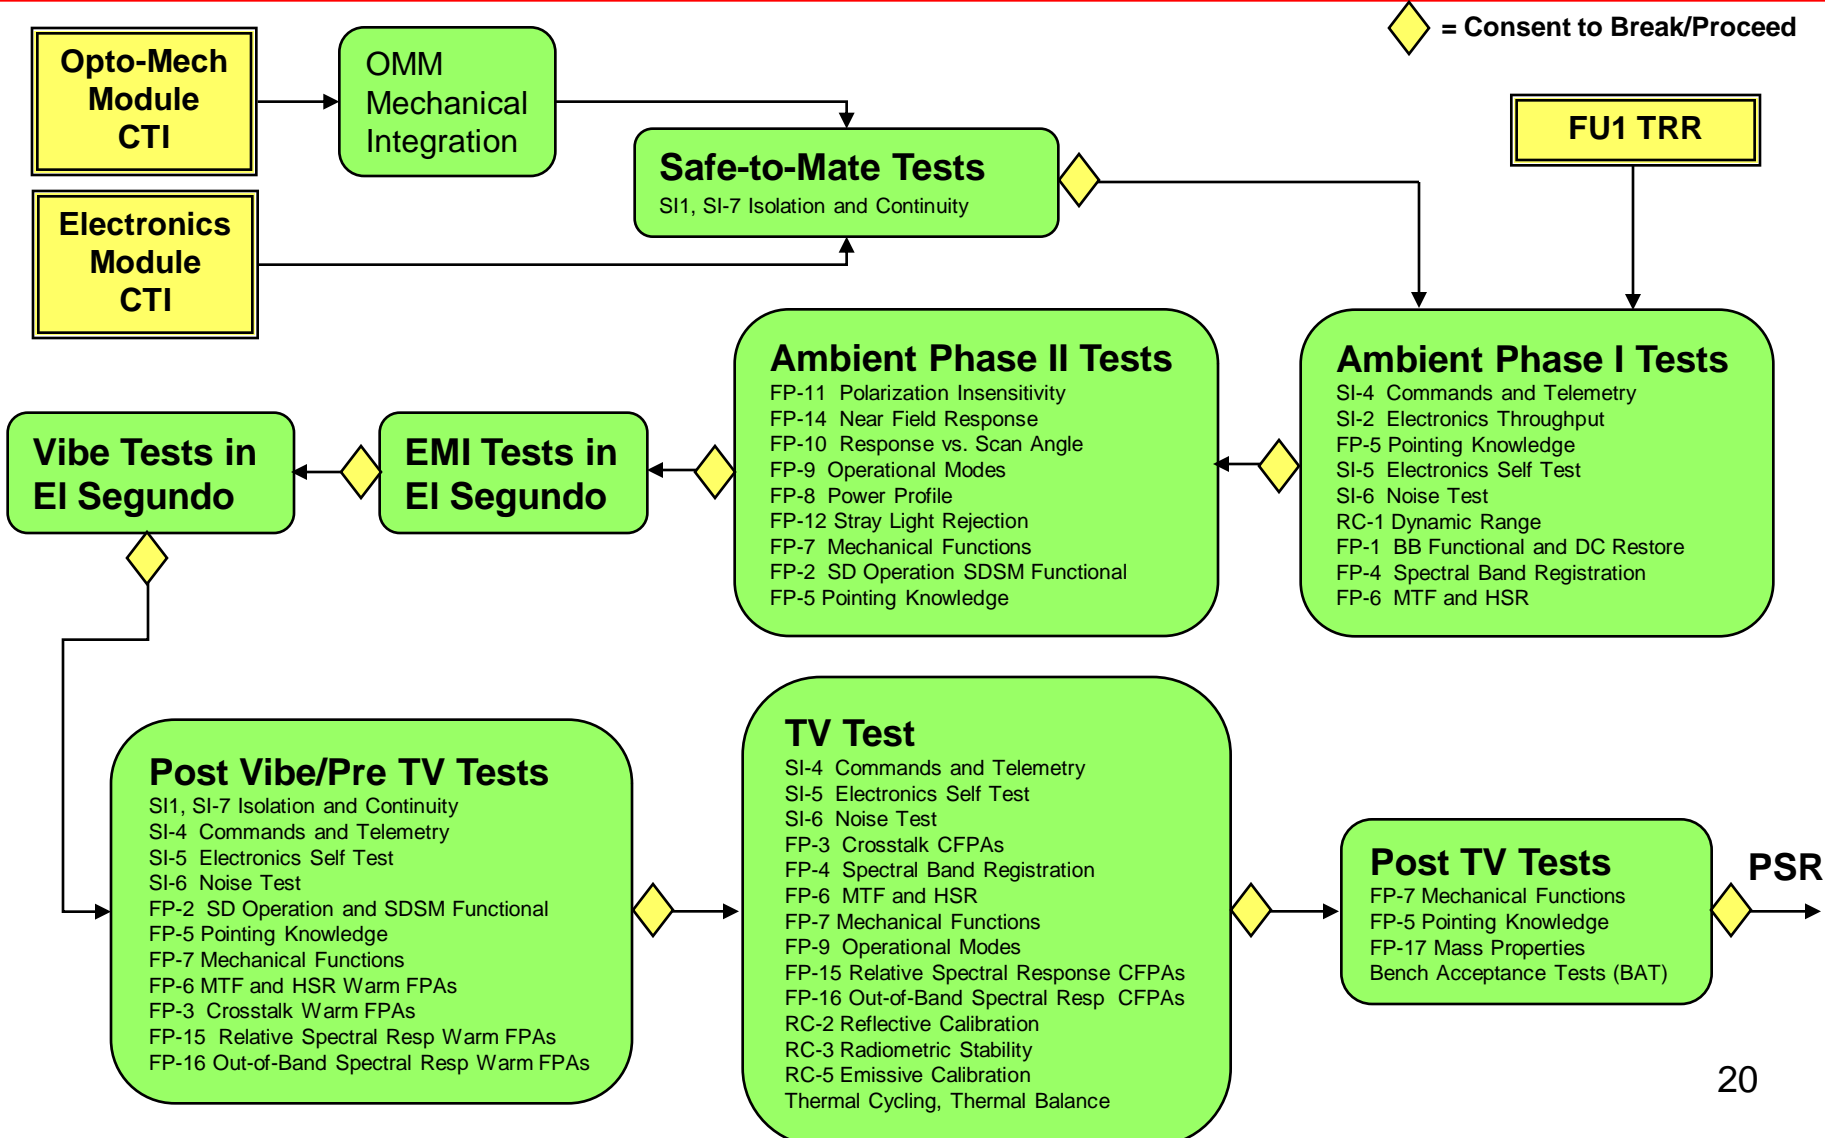 = Consent to Break/Proceed
Opto-Mech
Module
CTI
OMM
Mechanical
Integration
FU1 TRR
Safe-to-Mate Tests
SI1, SI-7 Isolation and Continuity
Electronics
Module
CTI
Ambient Phase I Tests
SI-4 Commands and Telemetry
SI-2 Electronics Throughput
FP-5 Pointing Knowledge
SI-5 Electronics Self Test
SI-6 Noise Test
RC-1 Dynamic Range
FP-1 BB Functional and DC Restore
FP-4 Spectral Band Registration
FP-6 MTF and HSR
Ambient Phase II Tests
FP-11 Polarization Insensitivity
FP-14 Near Field Response
FP-10 Response vs. Scan Angle
FP-9 Operational Modes
FP-8 Power Profile
FP-12 Stray Light Rejection
FP-7 Mechanical Functions
FP-2 SD Operation SDSM Functional
FP-5 Pointing Knowledge
EMI Tests in
El Segundo
Vibe Tests in
El Segundo
Post Vibe/Pre TV Tests
SI1, SI-7 Isolation and Continuity
SI-4 Commands and Telemetry
SI-5 Electronics Self Test
SI-6 Noise Test
FP-2 SD Operation and SDSM Functional
FP-5 Pointing Knowledge
FP-7 Mechanical Functions
FP-6 MTF and HSR Warm FPAs
FP-3 Crosstalk Warm FPAs
FP-15 Relative Spectral Resp Warm FPAs
FP-16 Out-of-Band Spectral Resp Warm FPAs
TV Test
SI-4 Commands and Telemetry
SI-5 Electronics Self Test
SI-6 Noise Test
FP-3 Crosstalk CFPAs
FP-4 Spectral Band Registration
FP-6 MTF and HSR
FP-7 Mechanical Functions
FP-9 Operational Modes
FP-15 Relative Spectral Response CFPAs
FP-16 Out-of-Band Spectral Resp CFPAs
RC-2 Reflective Calibration
RC-3 Radiometric Stability
RC-5 Emissive Calibration
Thermal Cycling, Thermal Balance
Post TV Tests
FP-7 Mechanical Functions
FP-5 Pointing Knowledge
FP-17 Mass Properties
Bench Acceptance Tests (BAT)
PSR
20